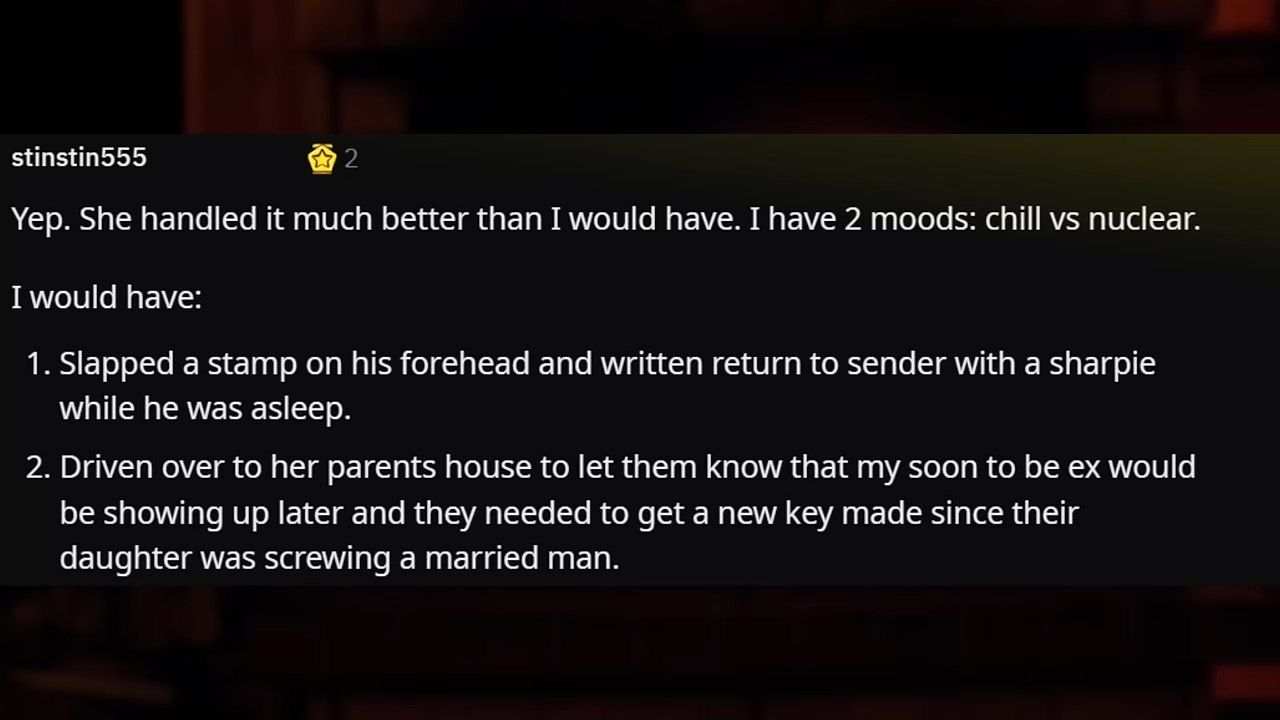 stinstin555 2
Yep. She handled it much better than I would have. I have 2 moods: chill vs nuclear.
I would have:
1. Slapped a stamp on his forehead and written return to sender with a sharpie
while he was asleep.
2. Driven over to her parents house to let them know that my soon to be ex would
be showing up later and they needed to get a new key made since their
daughter was screwing a married man.